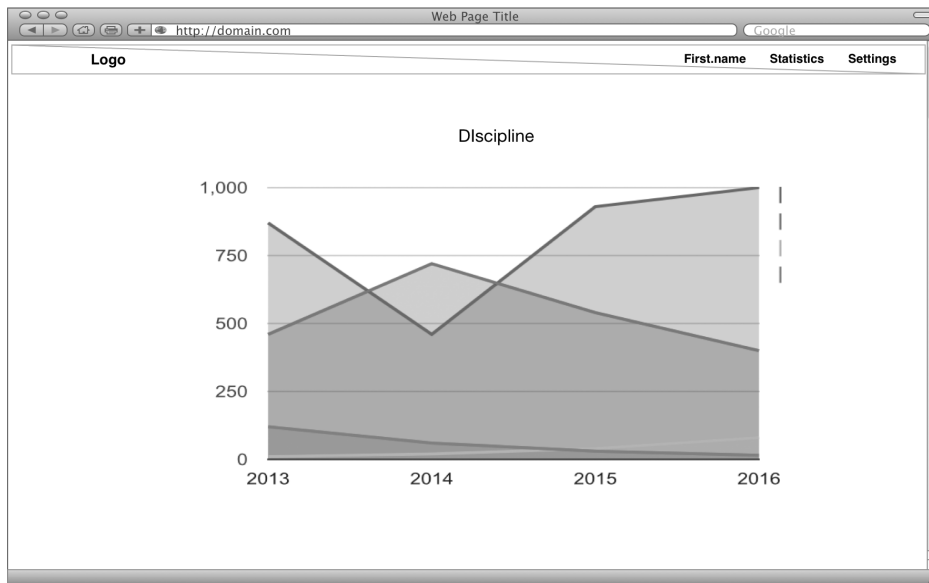 Web Page Title
http://domain.com
Google
Logo
First.name Statistics Settings
DIscipline
1,000
750
500
250
0
2013 2014 2015 2016